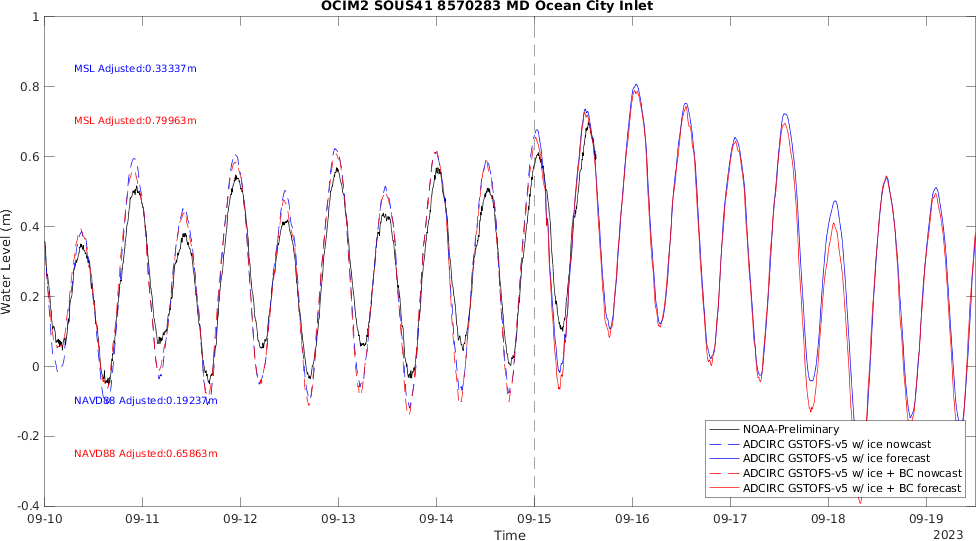 OCIM2 SOUS41 8570283 MD Ocean City Inlet
1
0.8
0.6
0.4
0.2
0
-0.2
-0.4
Water Level (m)
MSL Adjusted:0.33337m
MSL Adjusted:0.79963m
NAVD88 Adjusted:0.19237m
NAVD88 Adjusted:0.65863m
NOAA-Preliminary
ADCIRC GSTOFS-v5 w/ ice nowcast
ADCIRC GSTOFS-v5 w/ ice forecast
ADCIRC GSTOFS-v5 w/ ice + BC nowcast
ADCIRC GSTOFS-v5 w/ ice + BC forecast
09-10 09-11 09-12 09-13 09-14 09-15 09-16 09-17 09-18 09-19
Time
2023